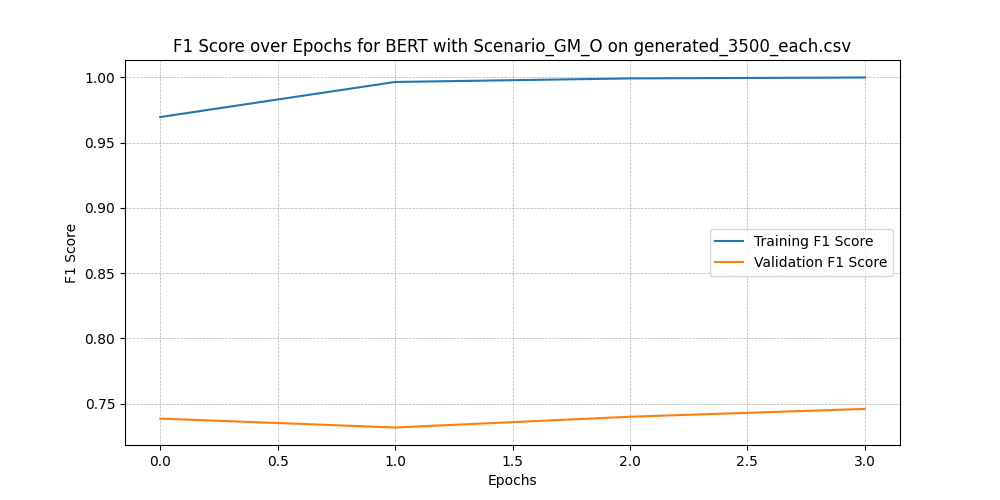 F1 Score over Epochs for BERT with Scenario_GM_O on generated_3500_each.csv
1.00
0.95
0.90
0.85
0.80
0.75
F1 Score
Training F1 Score
Validation F1 Score
0.0 0.5 1.0 1.5 2.0 2.5 3.0
Epochs